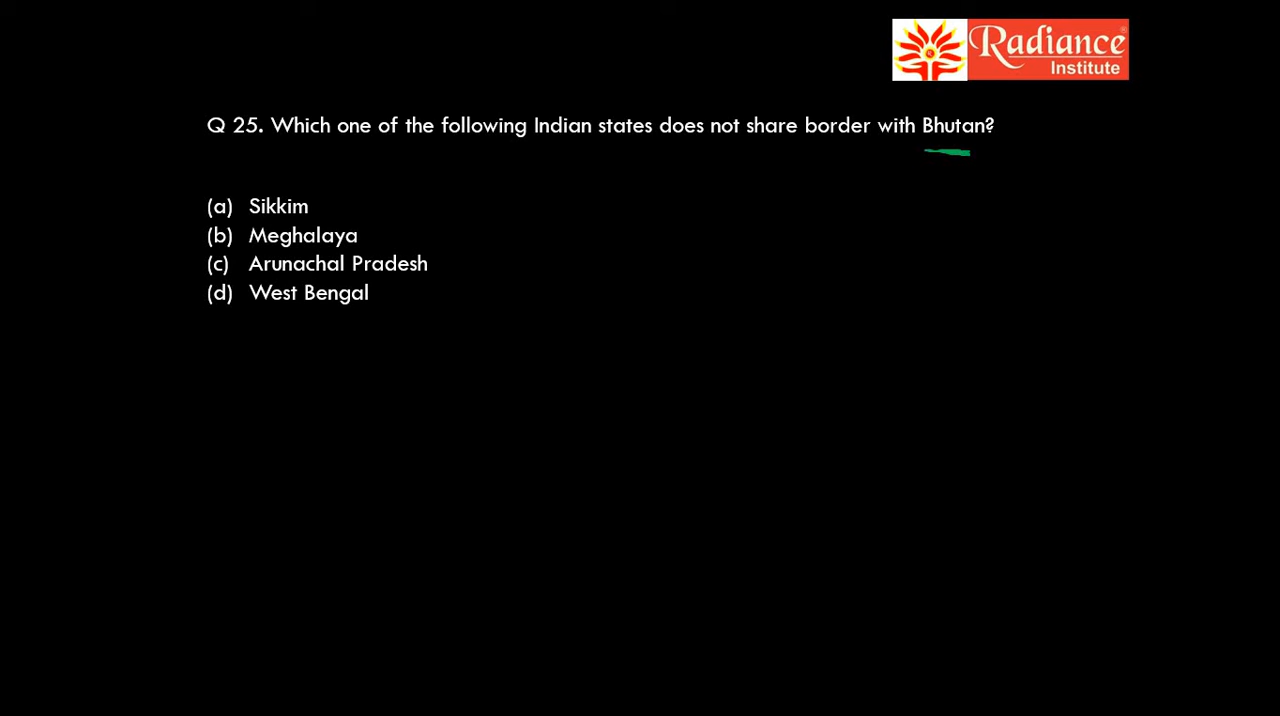 Radiance®
Institute
Q 25. Which one of the following Indian states does not share border with Bhutan?
(a) Sikkim
(b) Meghalaya
(c) Arunachal Pradesh
(d) West Bengal